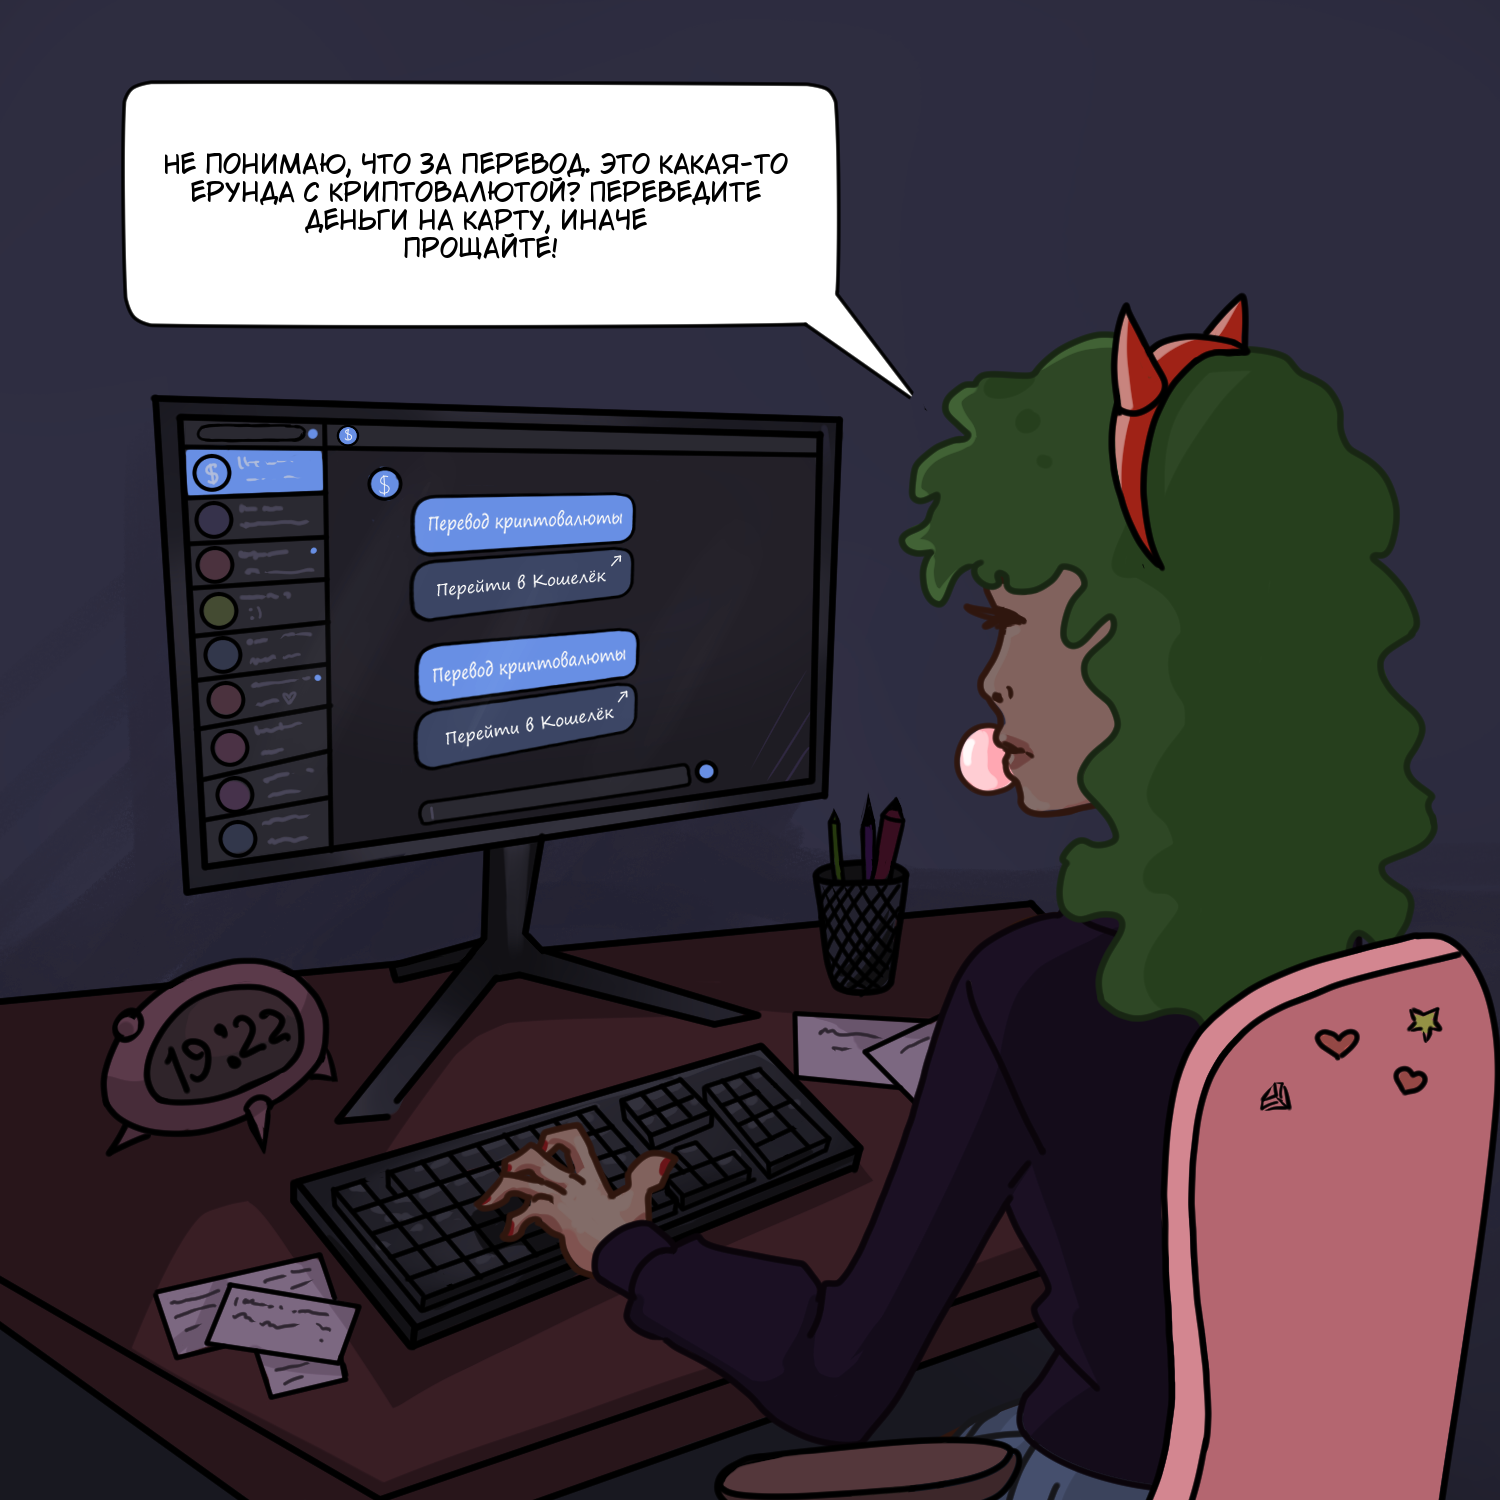 НЕ ПОНИМАЮ, ЧТО ЗА ПЕРЕВОД. ЭТО КАКАЯ-ТО
ЕРУНДА С КРИПТОВАЛЮТОЙ? ПЕРЕВЕДИТЕ
ДЕНЬГИ НА КАРТУ, ИНАЧЕ
ПРОЩАЙТЕ!
$
$
$
Перевод криптовалюты
Перейти в Кошелёк
:)
Перевод криптовалюты
Перейти в Кошелёк
19:22